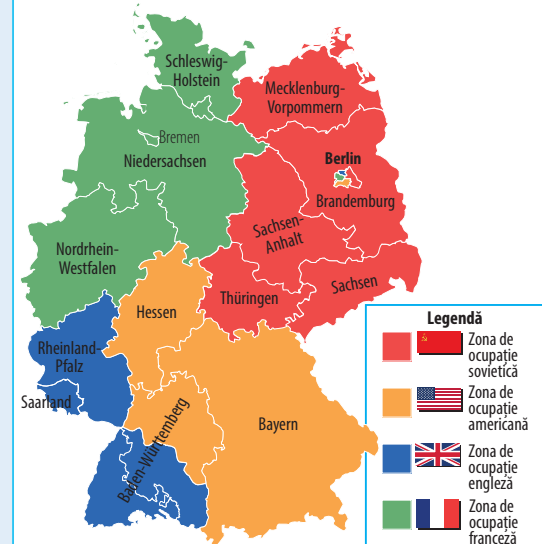 Schleswig-
Holstein
Mecklenburg-
Vorpommern
Bremen
Niedersachsen
Berlin
Brandemburg
Sachsen-
Anhalt
Nordrhein-
Westfalen
Sachsen
Thüringen
Hessen
Rheinland-
Pfalz
Saarland
Baden-Württemberg
Bayern
Legendă
Zona de
ocupație
sovietică
Zona de
ocupație
americană
Zona de
ocupație
engleză
Zona de
ocupație
franceză